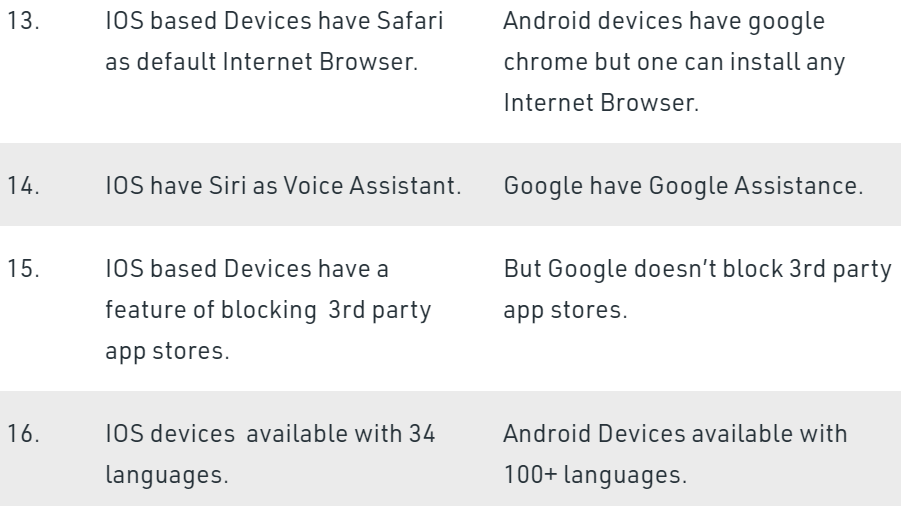 13. IOS based Devices have Safari Android devices have google
as default Internet Browser. chrome but one can install any
Internet Browser.
14. IOS have Siri as Voice Assistant. Google have Google Assistance.
15. IOS based Devices have a But Google doesn’t block 3rd party
feature of blocking  3rd party app stores.
app stores.
16. IOS devices  available with 34 Android Devices available with
languages. 100+ languages.